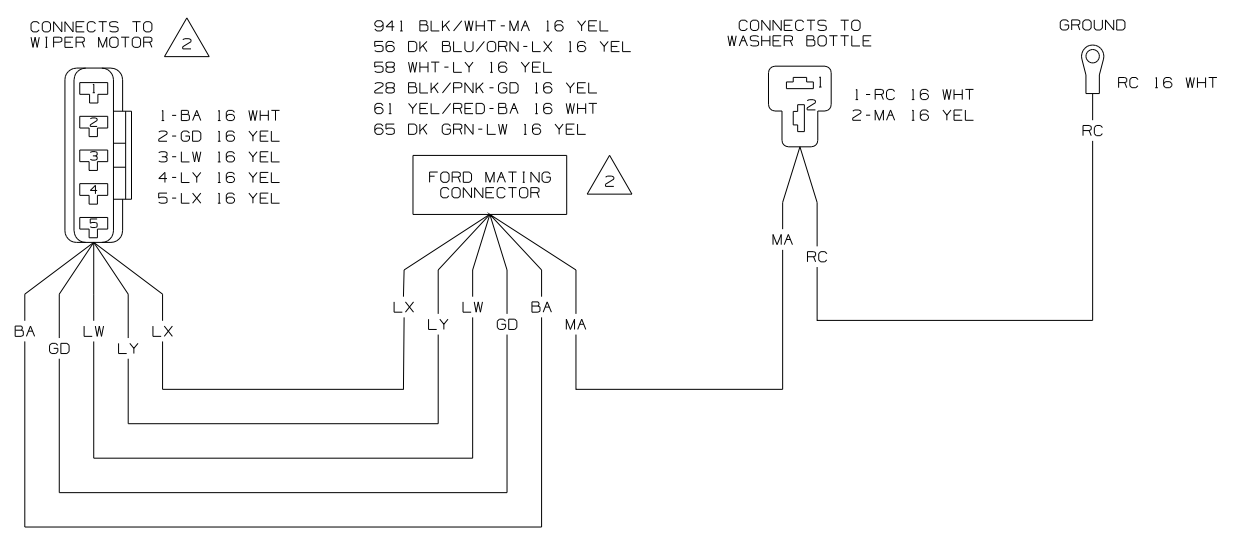 CONNECTS TO
WIPER MOTOR
2
1
2
3
4
5
1-BA 16 WHT
2-GD 16 YEL
3-LW 16 YEL
4-LY 16 YEL
5-LX 16 YEL
941 BLK/WHT-MA 16 YEL
56 DK BLU/ORN-LX 16 YEL
58 WHT-LY 16 YEL
28 BLK/PNK-GD 16 YEL
61 YEL/RED-BA 16 WHT
65 DK GRN-LW 16 YEL
FORD MATING
CONNECTOR
2
CONNECTS TO
WASHER BOTTLE
1
2
1-RC 16 WHT
2-MA 16 YEL
GROUND
RC 16 WHT
RC
MA
RC
BA
GD
LW
LY
LX
LX
LY
LW
GD
BA
MA